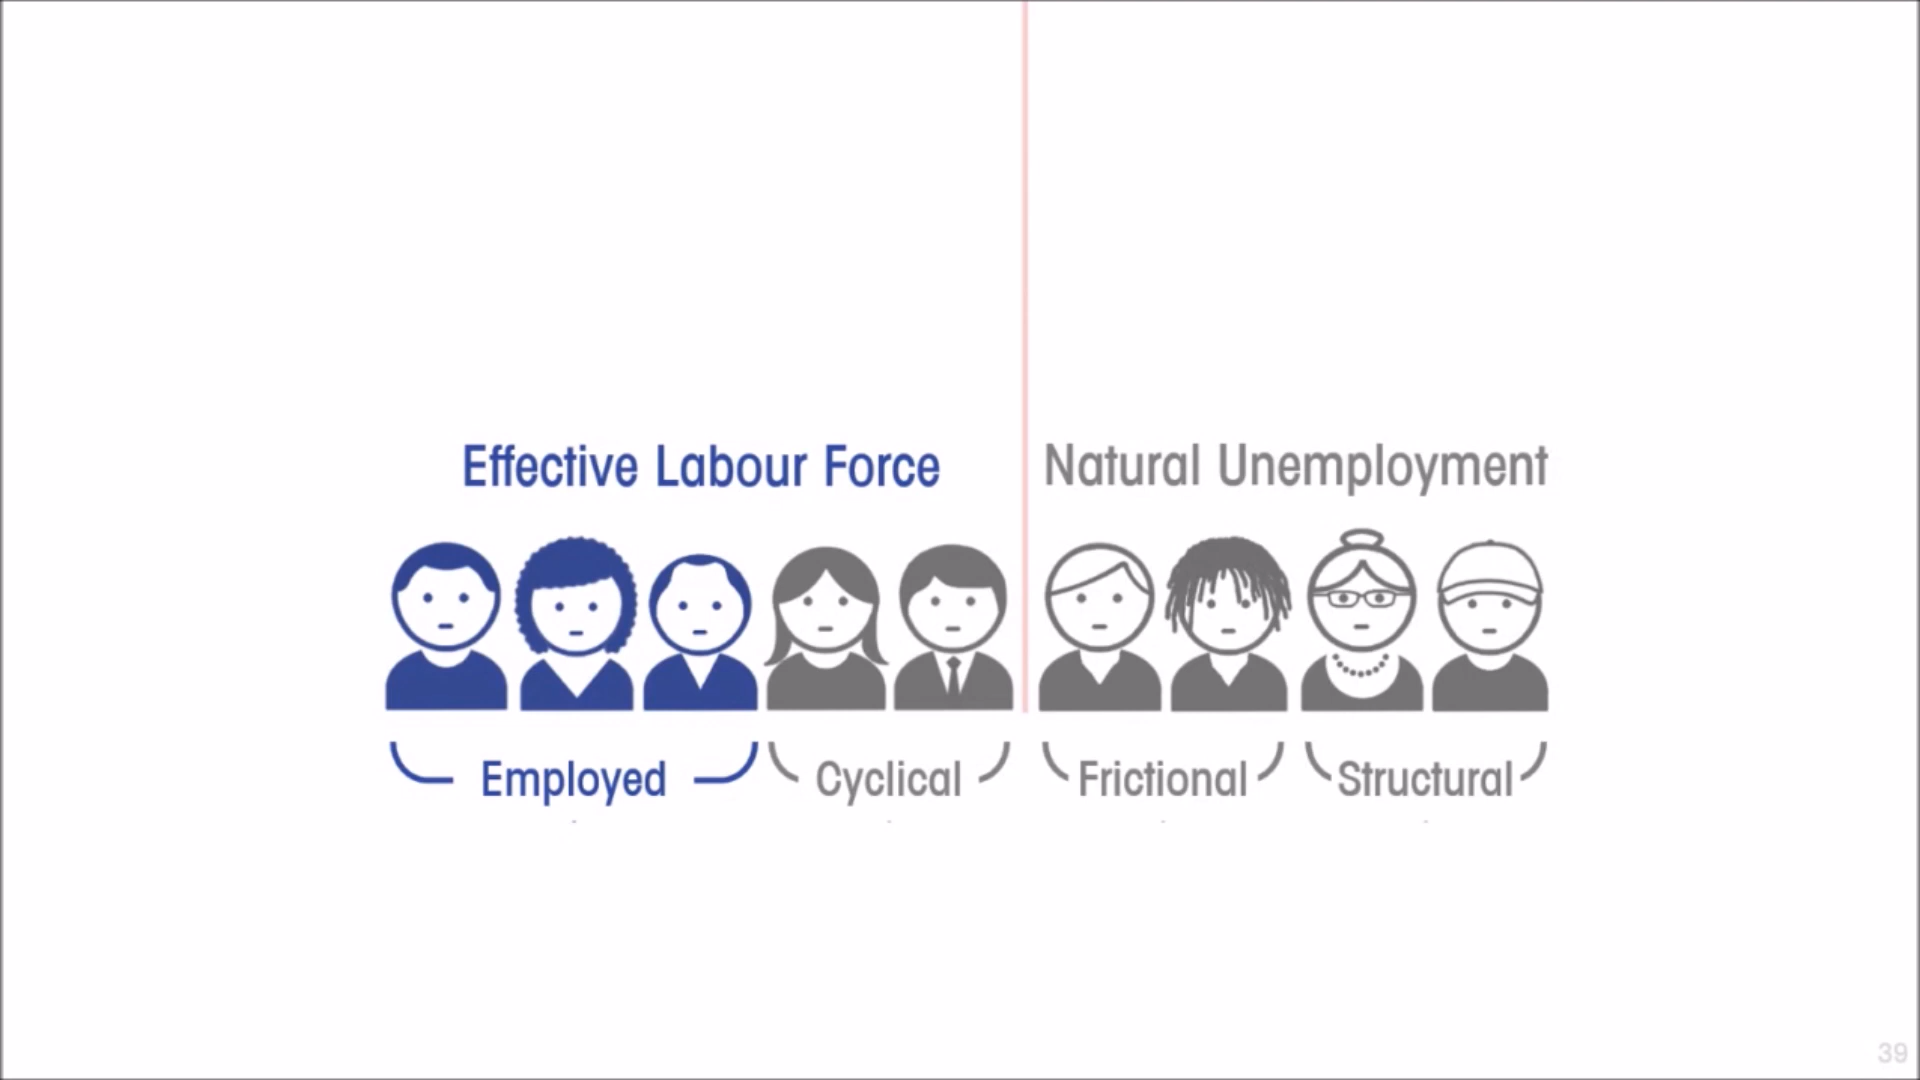 Effective Labour Force
Natural Unemployment
Employed
Cyclical
Frictional
Structural
39